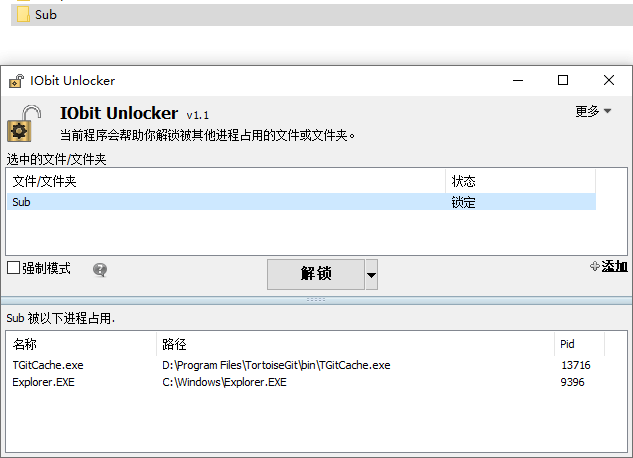 Sub
IObit Unlocker
IObit Unlocker v1.1
更多
当前程序会帮助你解锁被其他进程占用的文件或文件夹。
选中的文件/文件夹
文件/文件夹 状态
Sub 锁定
强制模式 解锁 添加
Sub 被以下进程占用.
名称 路径 Pid
TGitCache.exe D:\Program Files\TortoiseGit\bin\TGitCache.exe 13716
Explorer.EXE C:\Windows\Explorer.EXE 9396